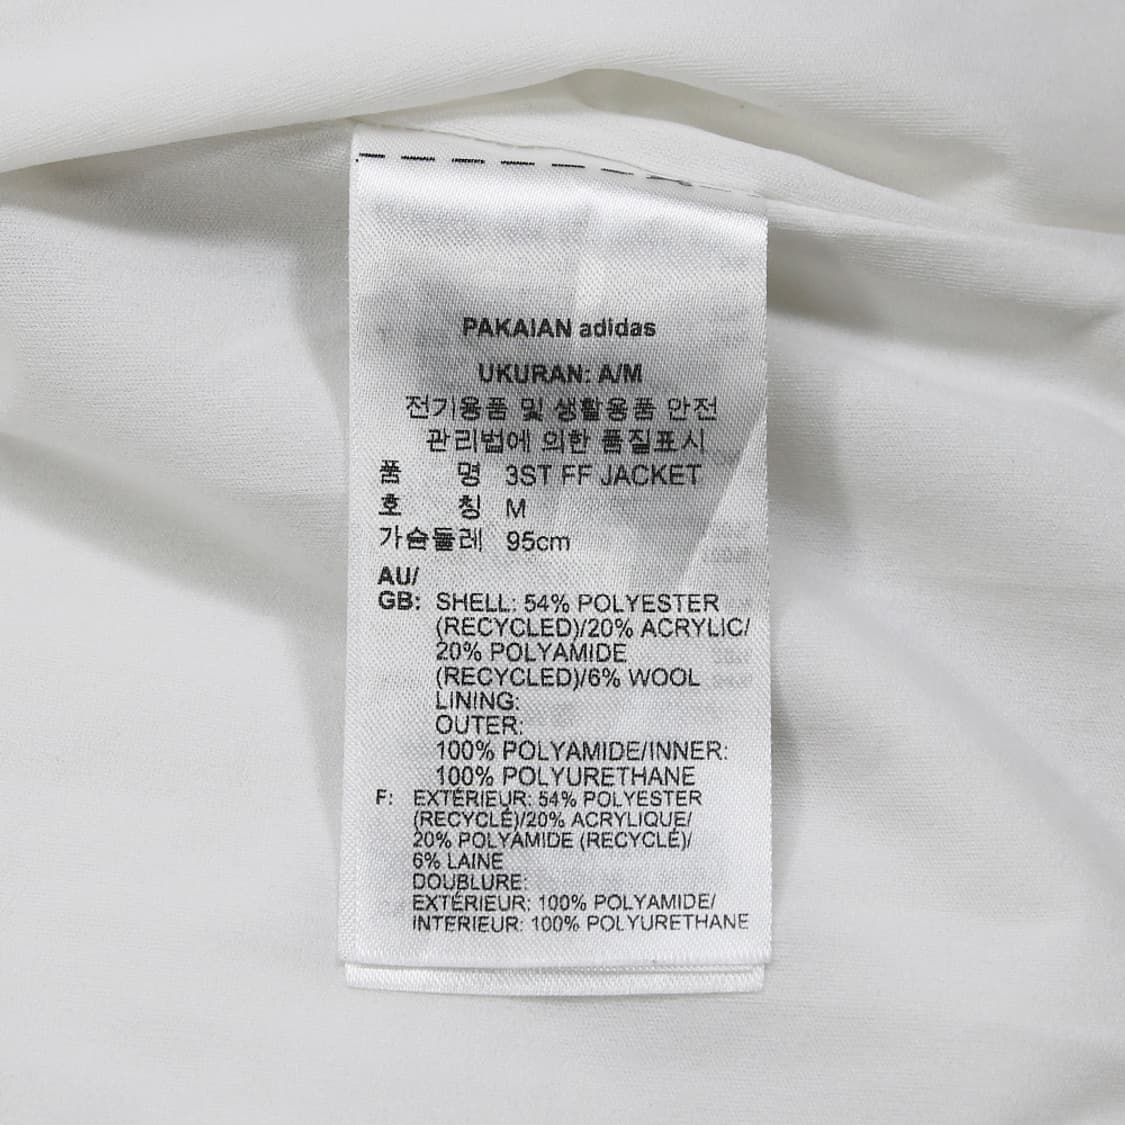 PAKAIAN adidas
UKURAN: A/M
전기용품 및 생활용품 안전
관리법에 의한 품질표시
품 명 3ST FF JACKET
호 칭 M
가슴둘레 95cm
AU/
GB: SHELL: 54% POLYESTER
(RECYCLED)/20% ACRYLIC/
20% POLYAMIDE
(RECYCLED)/6% WOOL
LINING:
OUTER:
100% POLYAMIDE/INNER:
100% POLYURETHANE
F: EXTÉRIEUR: 54% POLYESTER
(RECYCLÉ)/20% ACRYLIQUE/
20% POLYAMIDE (RECYCLÉ)/
6% LAINE
DOUBLURE:
EXTÉRIEUR: 100% POLYAMIDE/
INTERIEUR: 100% POLYURETHANE